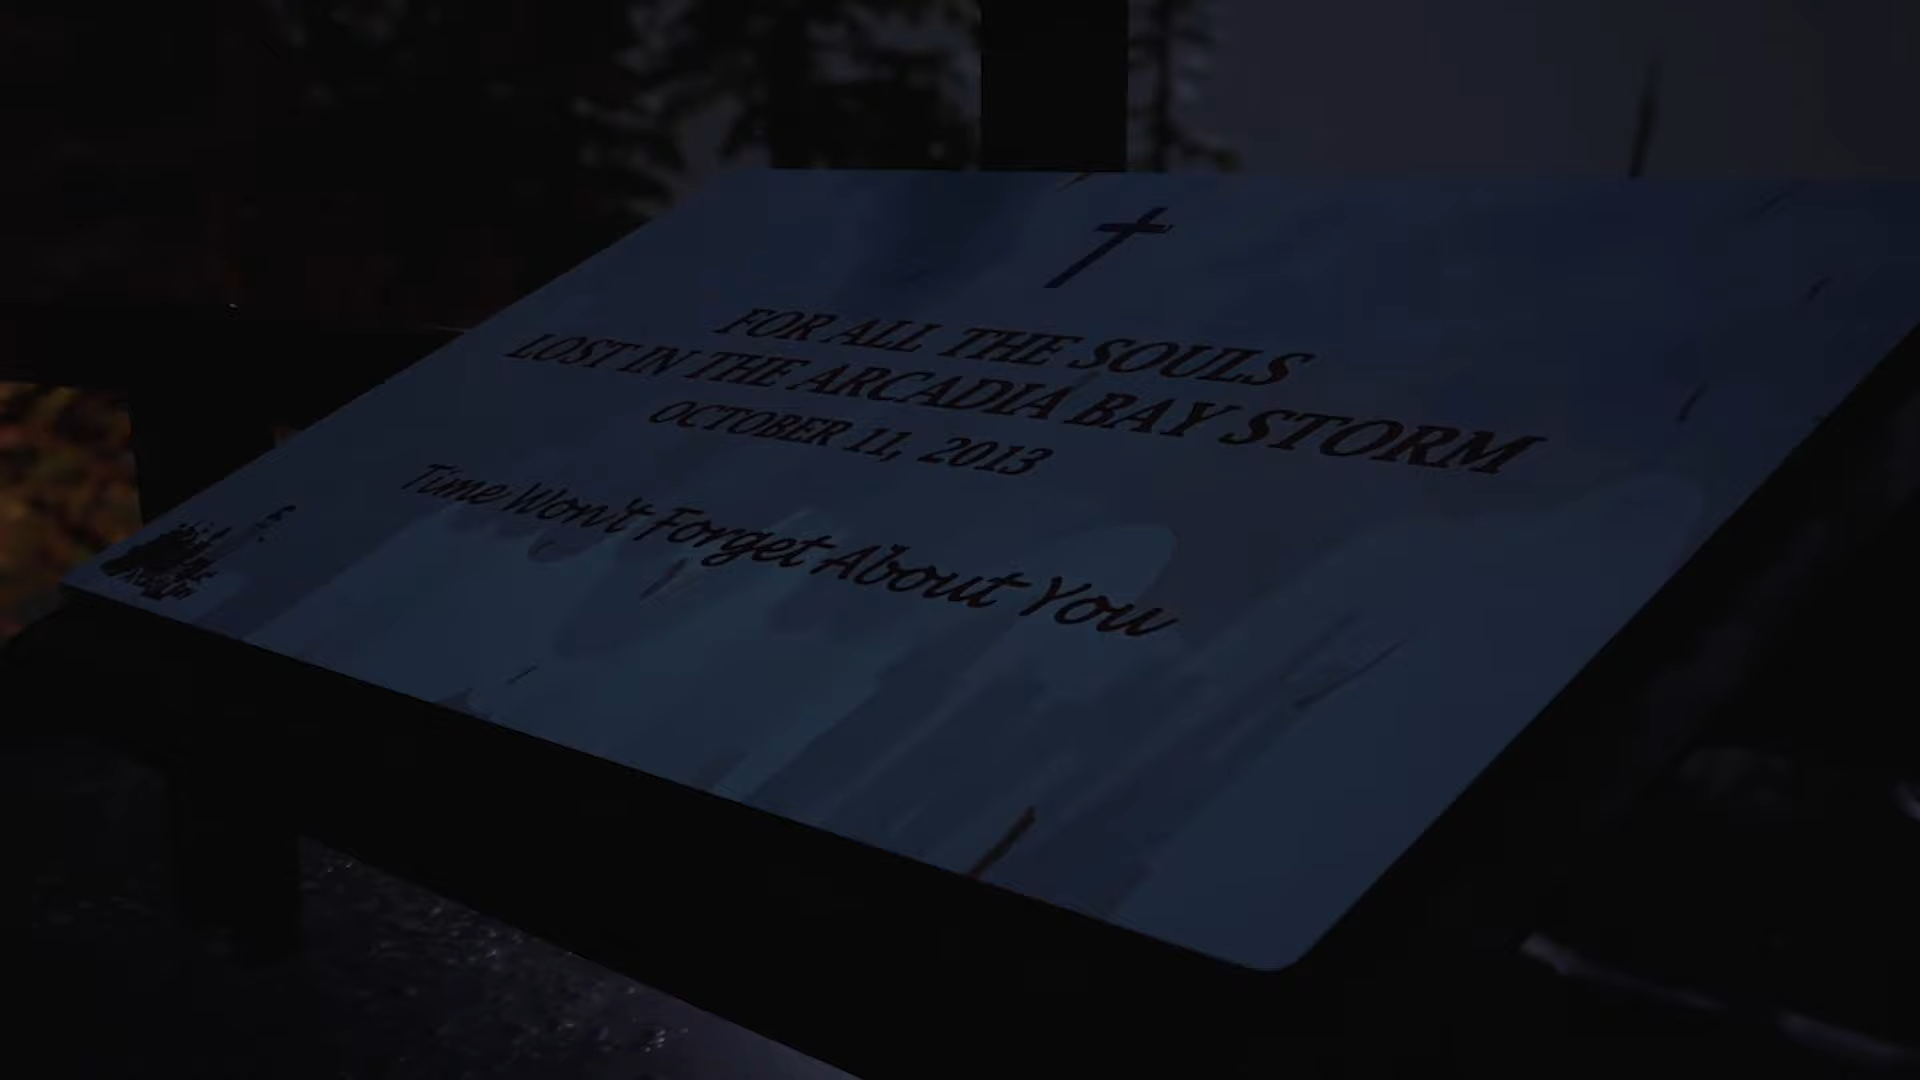 FOR ALL THE SOULS
LOST IN THE ARCADIA BAY STORM
OCTOBER 11, 2013
Time Won't Forget About You